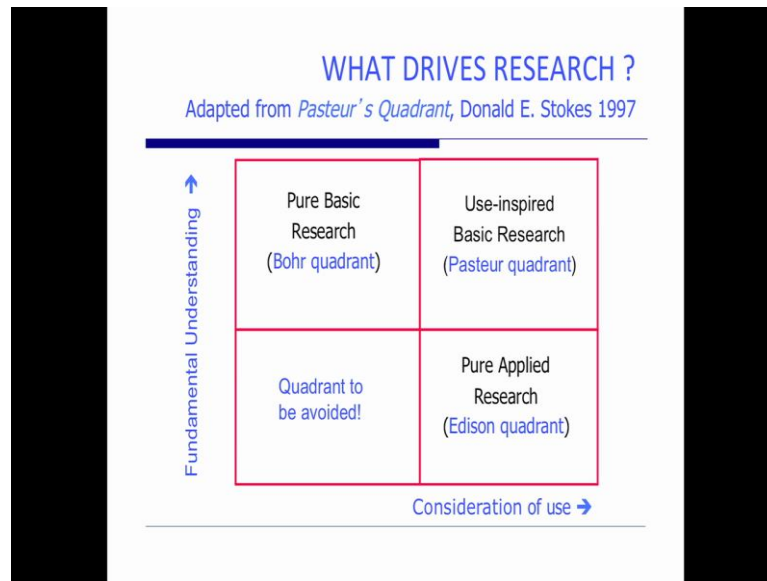 WHAT DRIVES RESEARCH ?
Adapted from Pasteur's Quadrant, Donald E. Stokes 1997
Fundamental Understanding →
Pure Basic
Research
(Bohr quadrant)
Use-inspired
Basic Research
(Pasteur quadrant)
Quadrant to
be avoided!
Pure Applied
Research
(Edison quadrant)
Consideration of use →